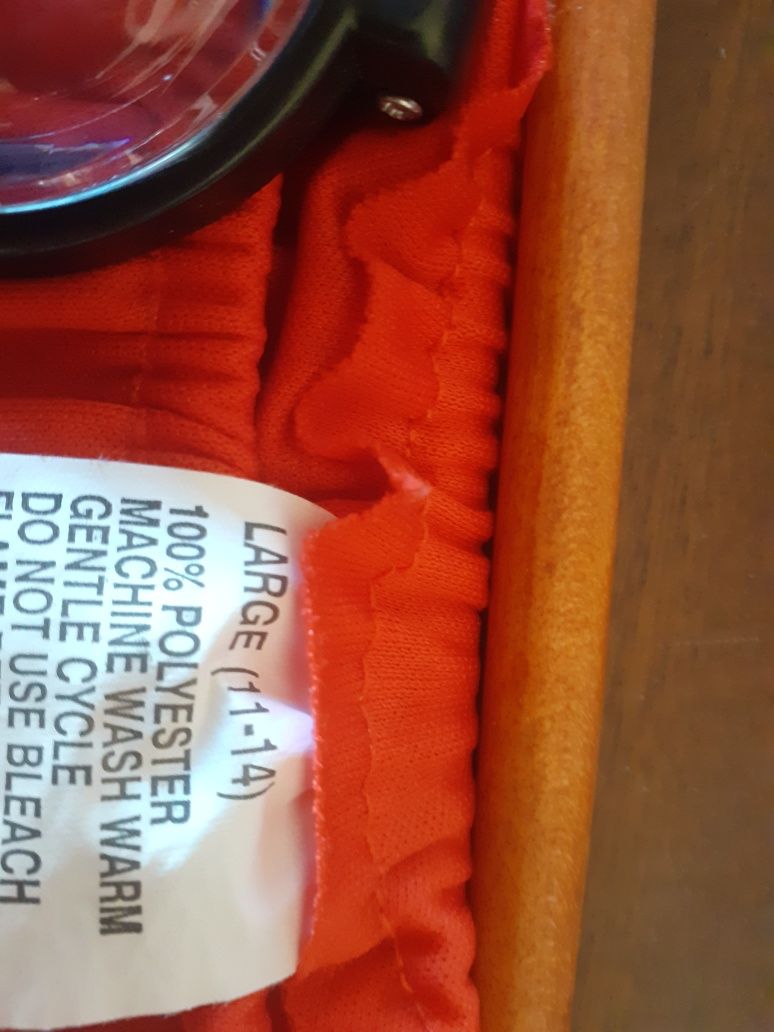 LARGE (11-14)
100% POLYESTER
MACHINE WASH WARM
GENTLE CYCLE
DO NOT USE BLEACH